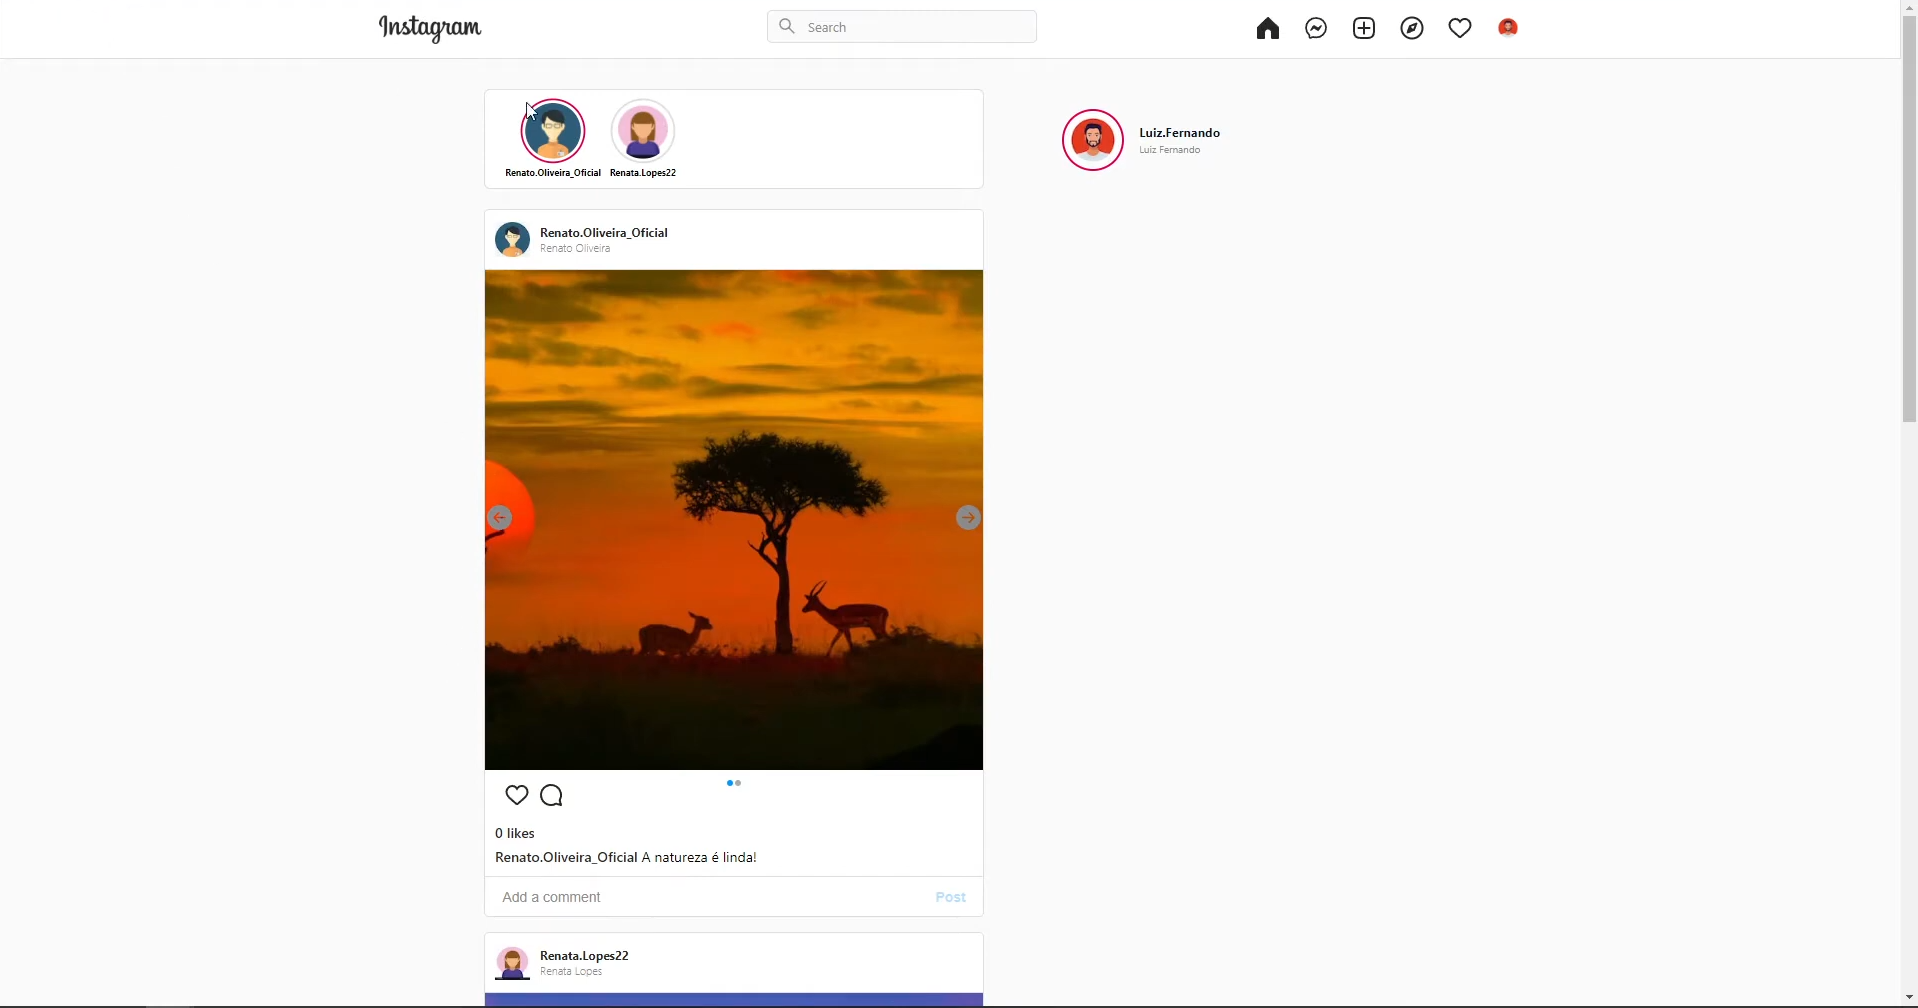 Instagram
Search
Renato.Oliveira_Oficial
Renata.Lopes22
Luiz.Fernando
Luiz Fernando
Renato.Oliveira_Oficial
Renato Oliveira
0 likes
Renato.Oliveira_Oficial A natureza é linda!
Add a comment
Post
Renata.Lopes22
Renata Lopes